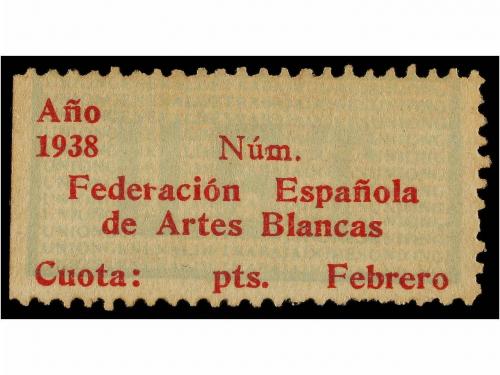 Año
1938 Núm.
Federación Española
de Artes Blancas
Cuota: pts. Febrero